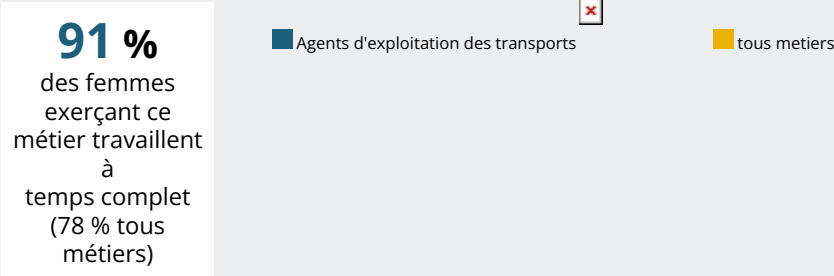 91 %
des femmes
exerçant ce
métier travaillent
à
temps complet
(78 % tous
métiers)
Agents d'exploitation des transports
tous metiers